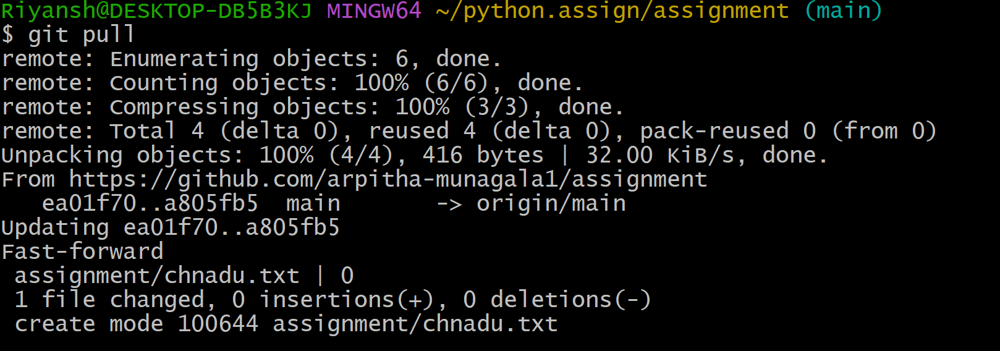 Riyansh@DESKTOP-DB5B3KJ MINGW64 ~/python.assign/assignment (main)
$ git pull
remote: Enumerating objects: 6, done.
remote: Counting objects: 100% (6/6), done.
remote: Compressing objects: 100% (3/3), done.
remote: Total 4 (delta 0), reused 4 (delta 0), pack-reused 0 (from 0)
Unpacking objects: 100% (4/4), 416 bytes | 32.00 KiB/s, done.
From https://github.com/arpitha-munagala1/assignment
   ea01f70..a805fb5  main       -> origin/main
Updating ea01f70..a805fb5
Fast-forward
 assignment/chnadu.txt | 0
 1 file changed, 0 insertions(+), 0 deletions(-)
 create mode 100644 assignment/chnadu.txt